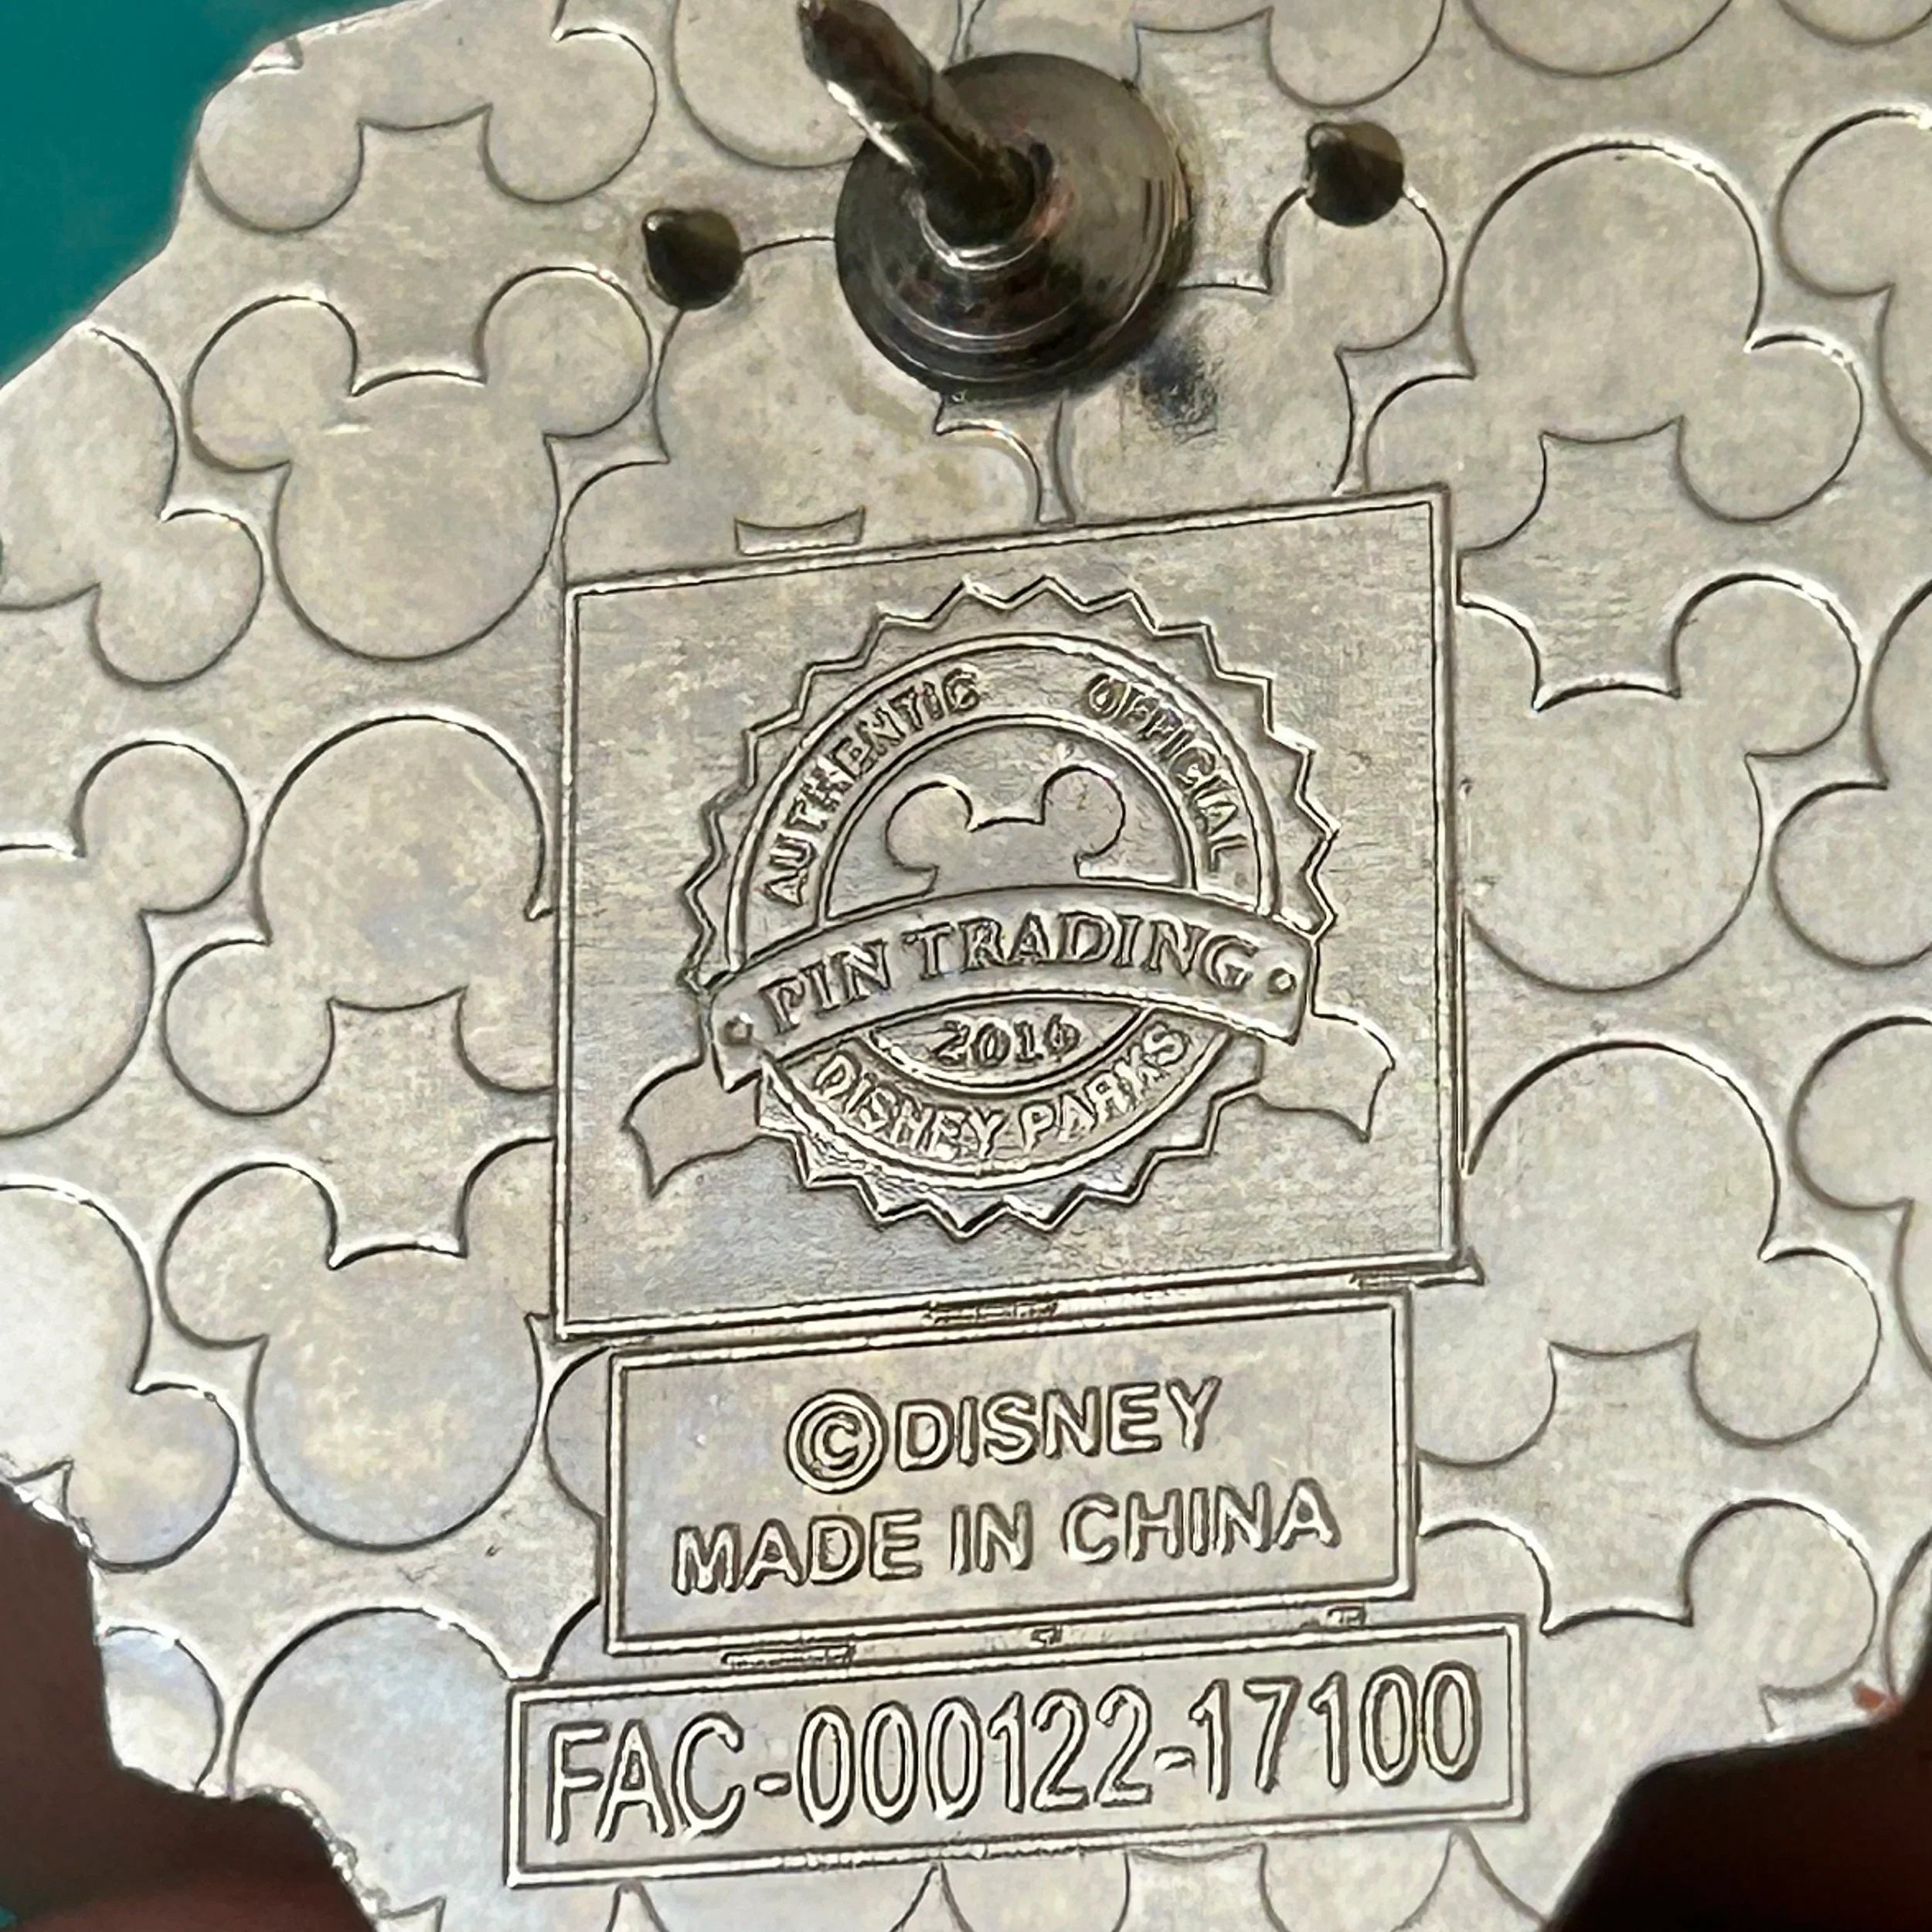 AUTHENTIC OFFICIAL
PIN TRADING
2016
DISNEY PARKS
©DISNEY
MADE IN CHINA
FAC-000122-17100